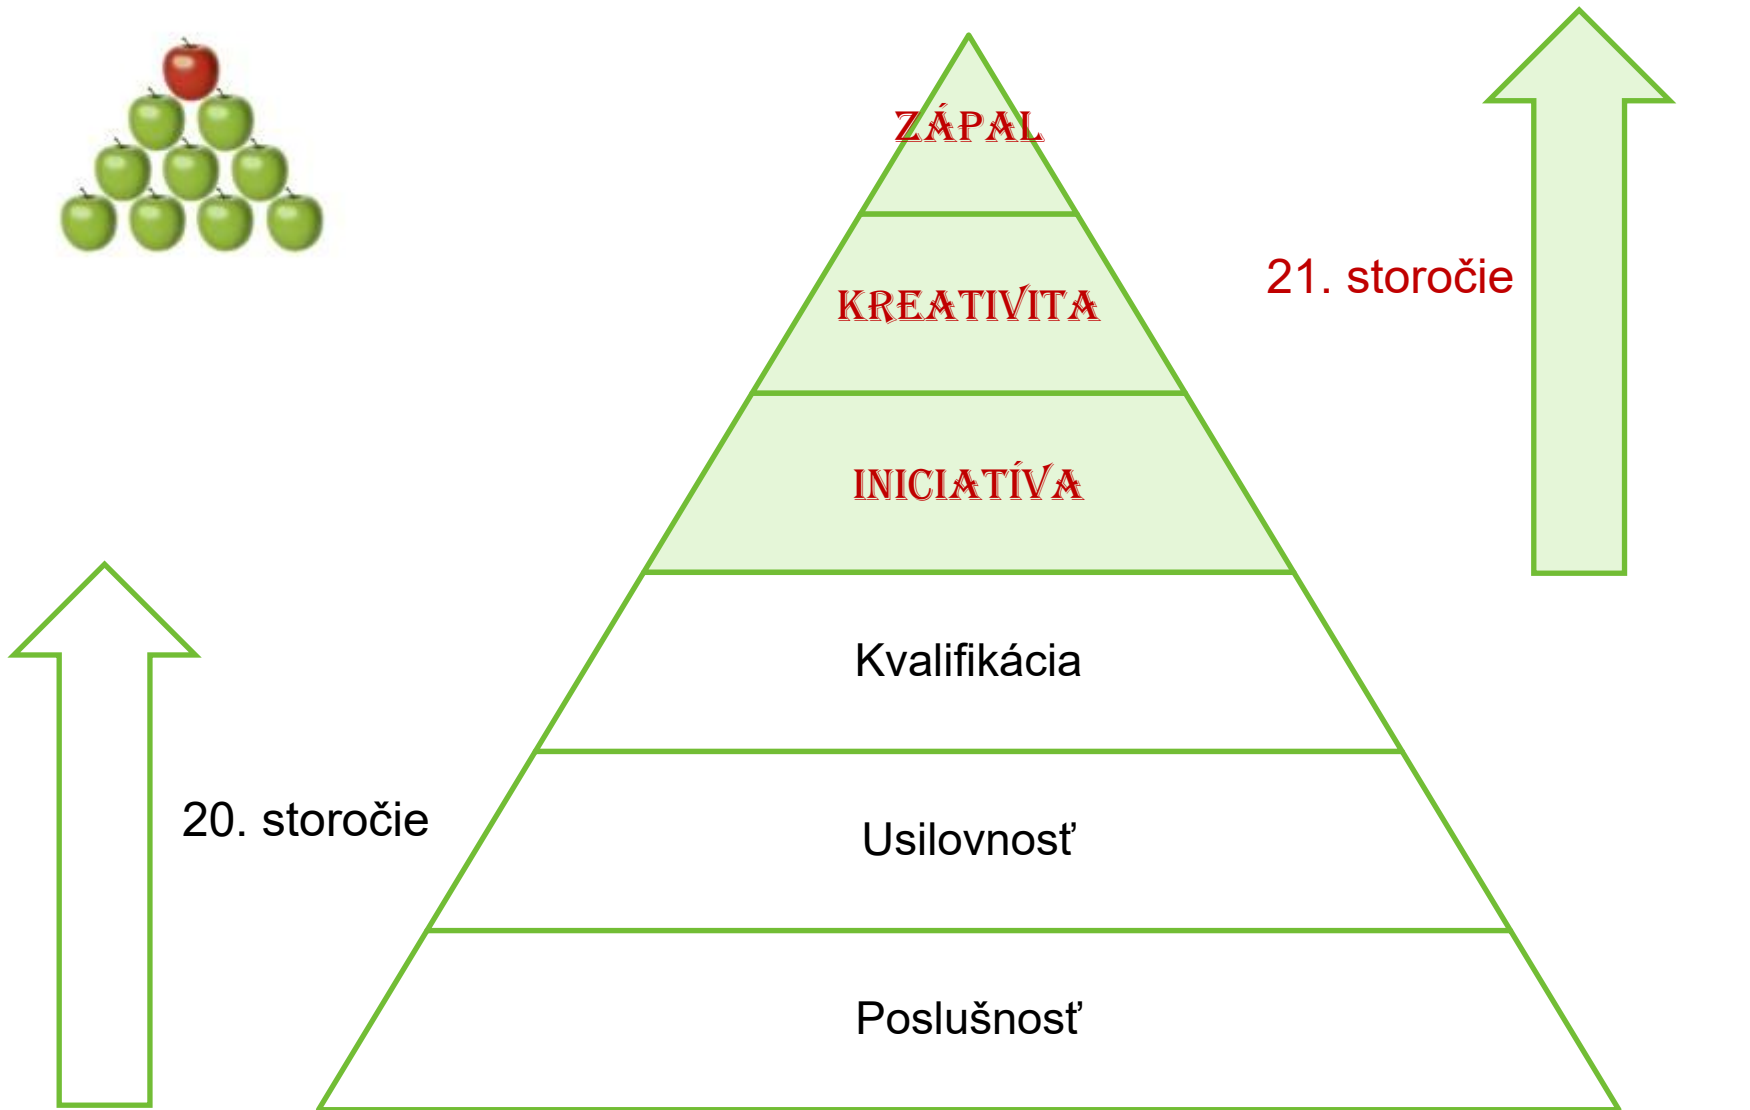 ZÁPAL
KREATIVITA
21. storočie
INICIATÍVA
Kvalifikácia
20. storočie
Usilovnosť
Poslušnosť